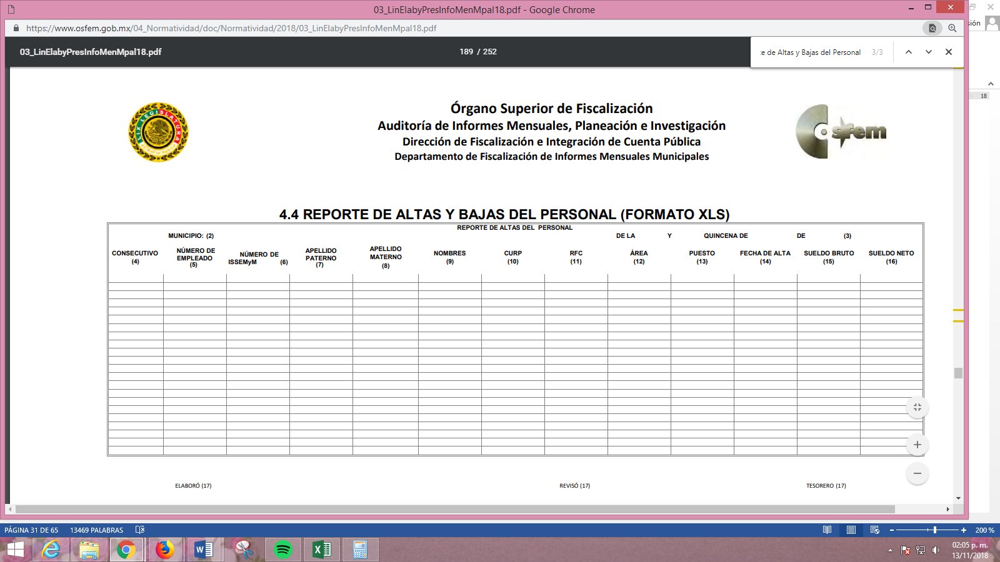 03_LinElabyPresInfoMenMpal18.pdf - Google Chrome
https://www.osfem.gob.mx/04_Normatividad/doc/Normatividad/2018/03_LinElabyPresInfoMenMpal18.pdf
sión
03_LinElabyPresInfoMenMpal18.pdf
189 / 252
te de Altas y Bajas del Personal 3/3
18
LIX LEGISLATURA
Órgano Superior de Fiscalización
Auditoría de Informes Mensuales, Planeación e Investigación
Dirección de Fiscalización e Integración de Cuenta Pública
Departamento de Fiscalización de Informes Mensuales Municipales
osfem
4.4 REPORTE DE ALTAS Y BAJAS DEL PERSONAL (FORMATO XLS)
REPORTE DE ALTAS DEL PERSONAL
MUNICIPIO: (2) DE LA Y QUINCENA DE DE (3)
CONSECUTIVO (4)
NÚMERO DE EMPLEADO (5)
NÚMERO DE ISSEMyM (6)
APELLIDO PATERNO (7)
APELLIDO MATERNO (8)
NOMBRES (9)
CURP (10)
RFC (11)
ÁREA (12)
PUESTO (13)
FECHA DE ALTA (14)
SUELDO BRUTO (15)
SUELDO NETO (16)
ELABORÓ (17) REVISÓ (17) TESORERO (17)
PÁGINA 31 DE 65 13469 PALABRAS 200 %
02:05 p. m.
13/11/2018